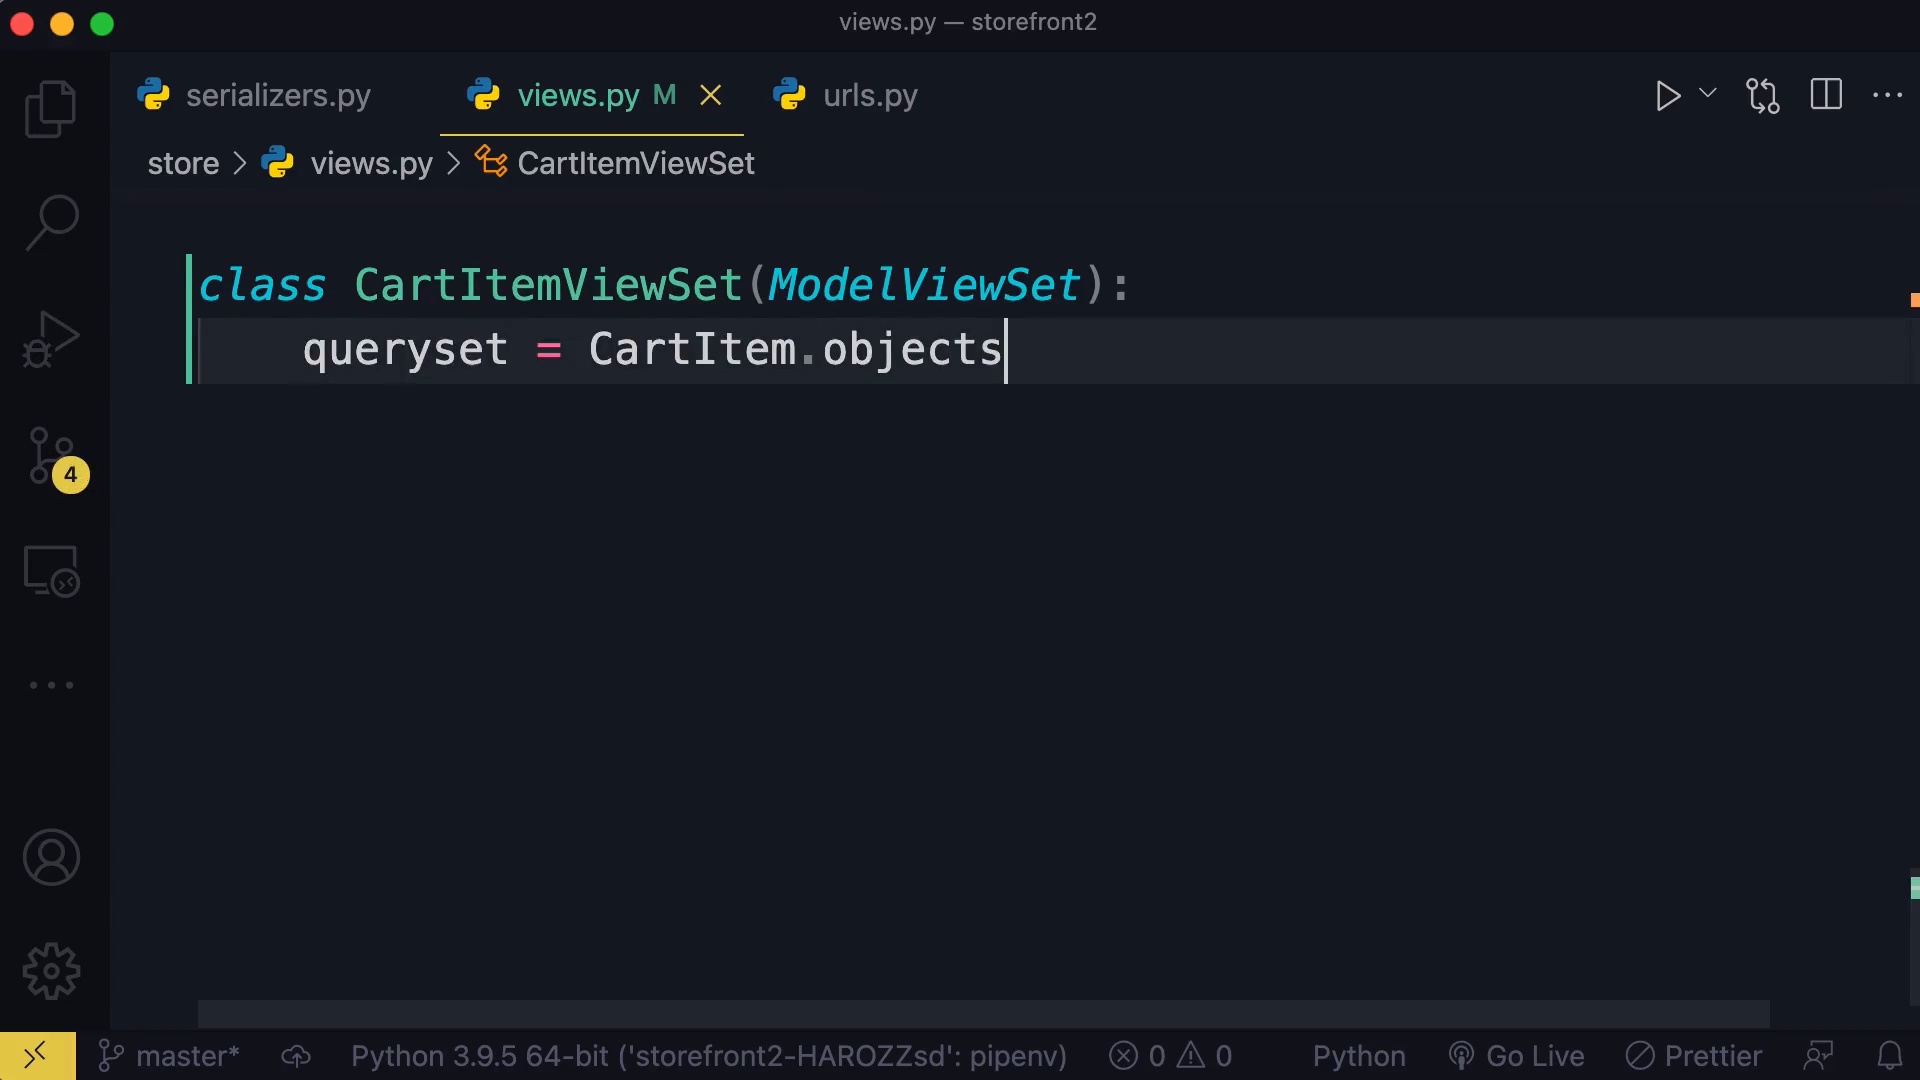 views.py — storefront2
serializers.py
views.py M
urls.py
store > views.py > CartItemViewSet
class CartItemViewSet(ModelViewSet):
queryset = CartItem.objects
4
master*
Python 3.9.5 64-bit ('storefront2-HAROZZsd': pipenv)
0
0
Python
Go Live
Prettier